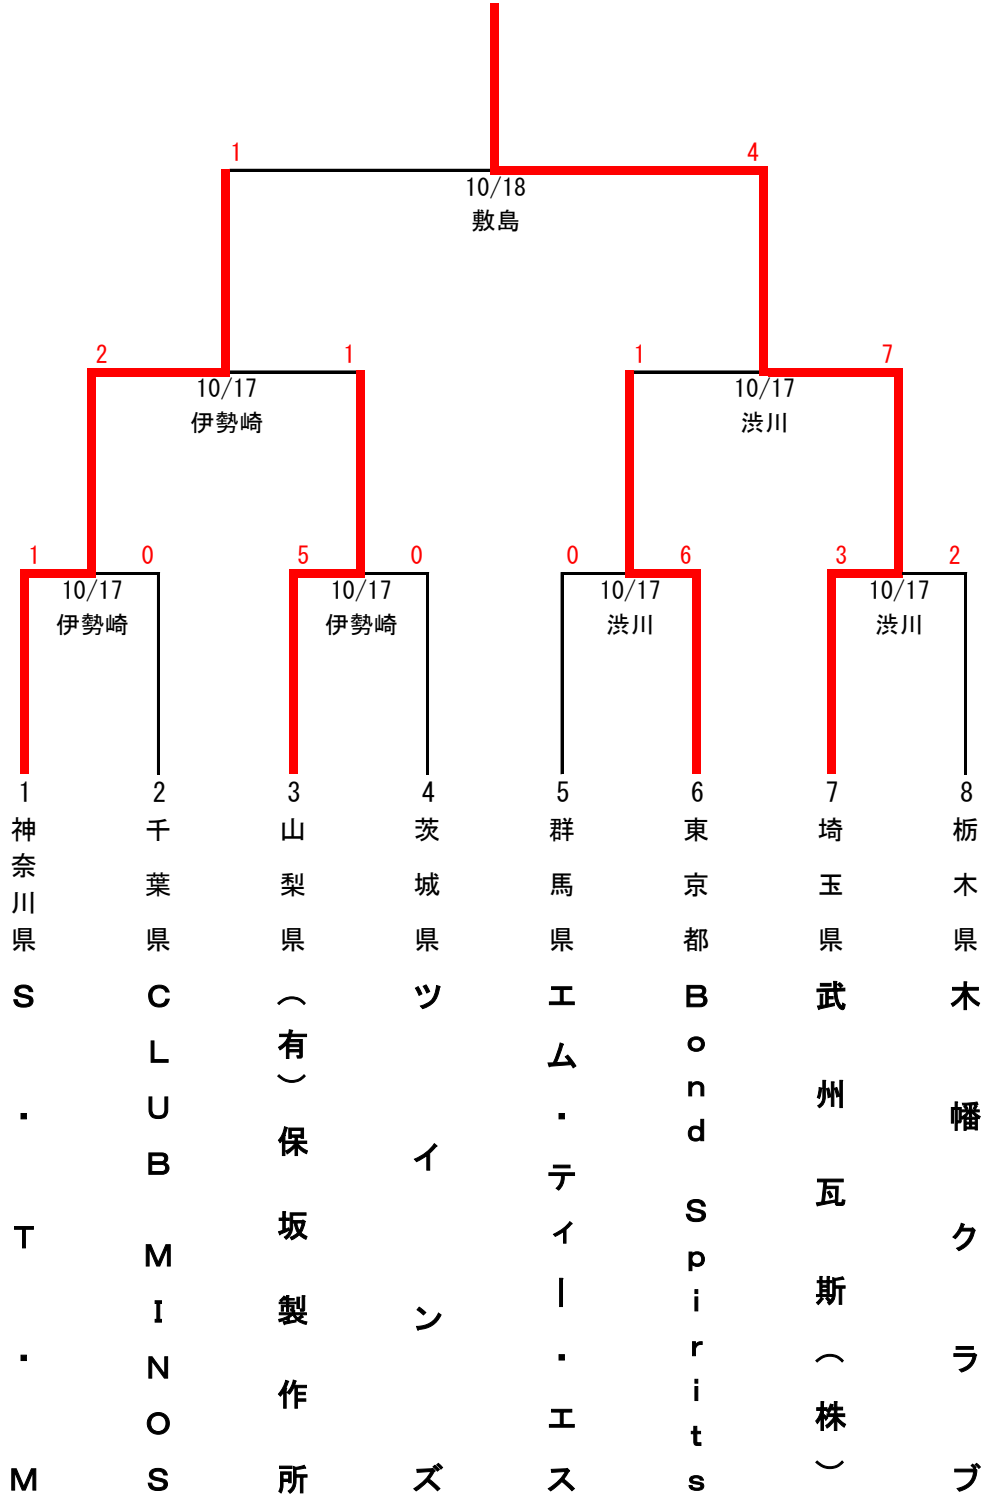 1 4
10/18
敷島
2 1 1 7
10/17 10/17
伊勢崎 渋川
1 0 5 0 0 6 3 2
10/17 10/17 10/17 10/17
伊勢崎 伊勢崎 渋川 渋川
1 2 3 4 5 6 7 8
神奈川県
千葉県
山梨県
茨城県
群馬県
東京都
埼玉県
栃木県
S・T・M
CLUB MINOS
(有)保坂製作所
ツインズ
エム・ティー・エス
Bond Spirits
武州瓦斯(株)
木幡クラブ